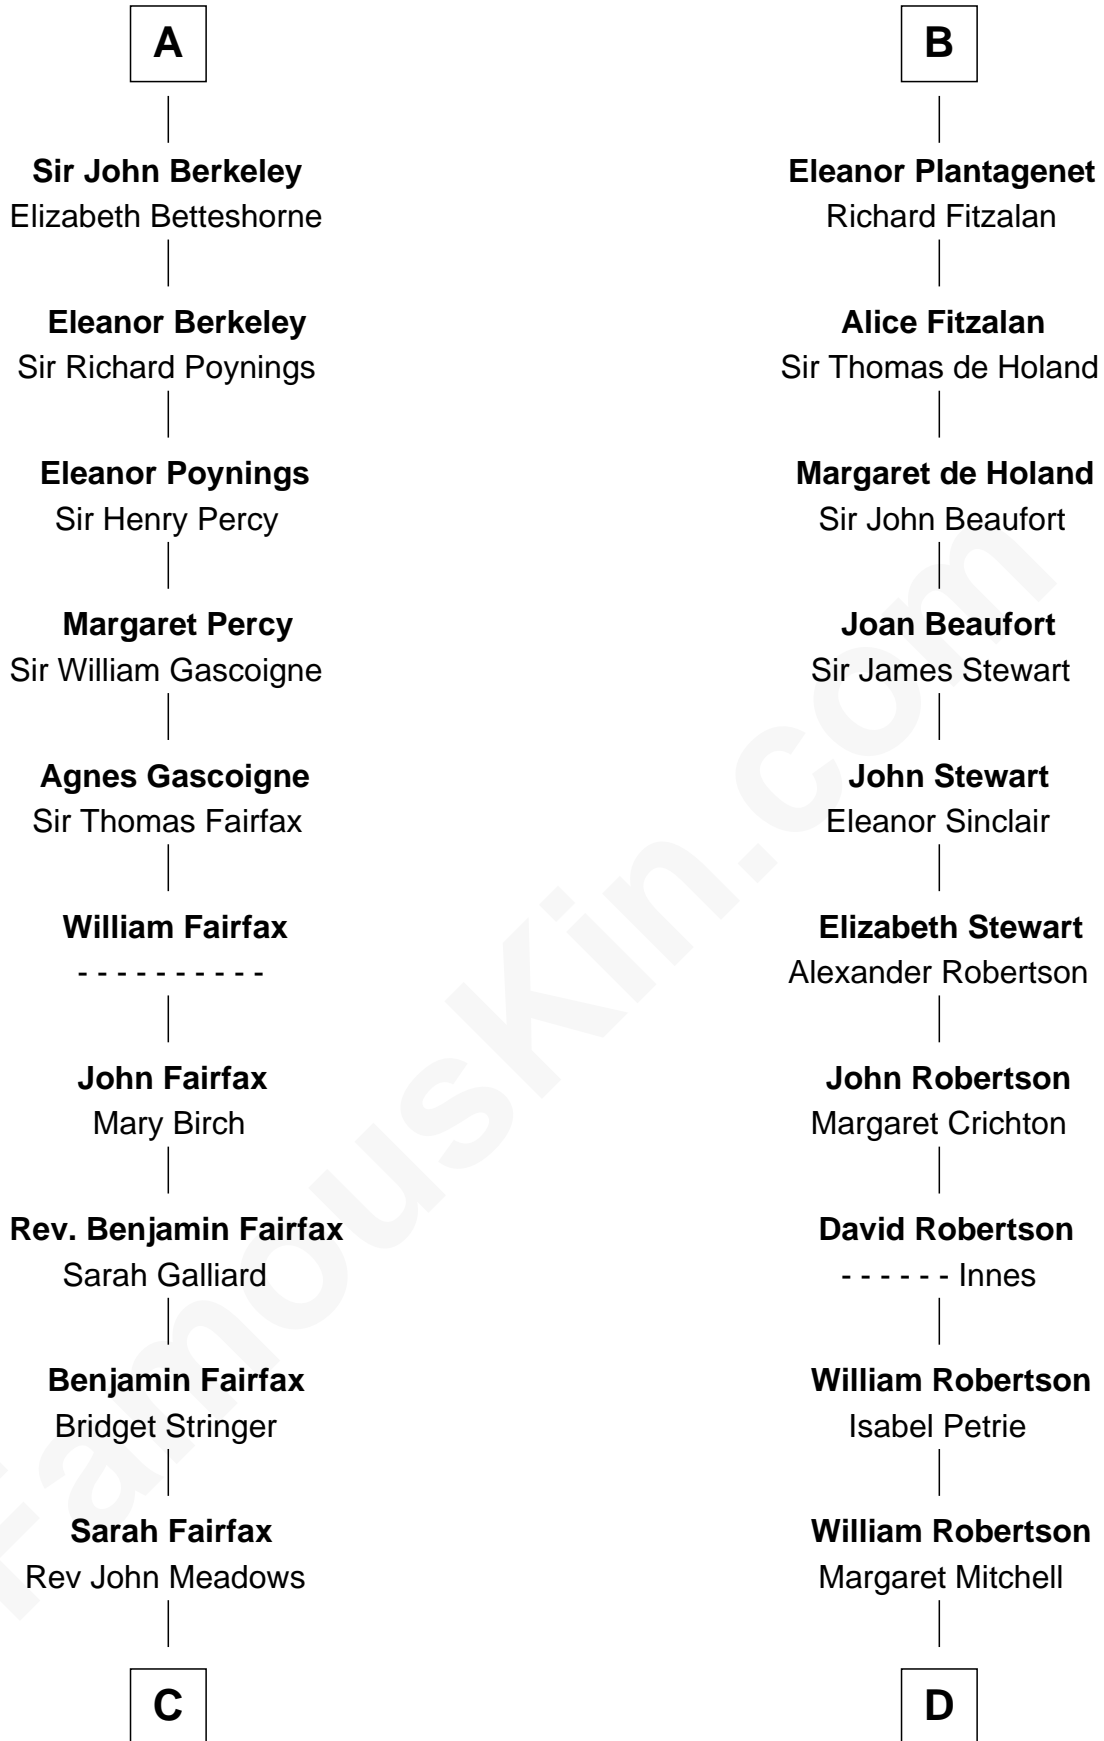 A
Sir John Berkeley
Elizabeth Betteshorne
Eleanor Berkeley
Sir Richard Poynings
Eleanor Poynings
Sir Henry Percy
Margaret Percy
Sir William Gascoigne
Agnes Gascoigne
Sir Thomas Fairfax
William Fairfax
- - - - - - - - - -
John Fairfax
Mary Birch
Rev. Benjamin Fairfax
Sarah Galliard
Benjamin Fairfax
Bridget Stringer
Sarah Fairfax
Rev John Meadows
C
B
Eleanor Plantagenet
Richard Fitzalan
Alice Fitzalan
Sir Thomas de Holand
Margaret de Holand
Sir John Beaufort
Joan Beaufort
Sir James Stewart
John Stewart
Eleanor Sinclair
Elizabeth Stewart
Alexander Robertson
John Robertson
Margaret Crichton
David Robertson
- - - - - - Innes
William Robertson
Isabel Petrie
William Robertson
Margaret Mitchell
D
FamousKin.com